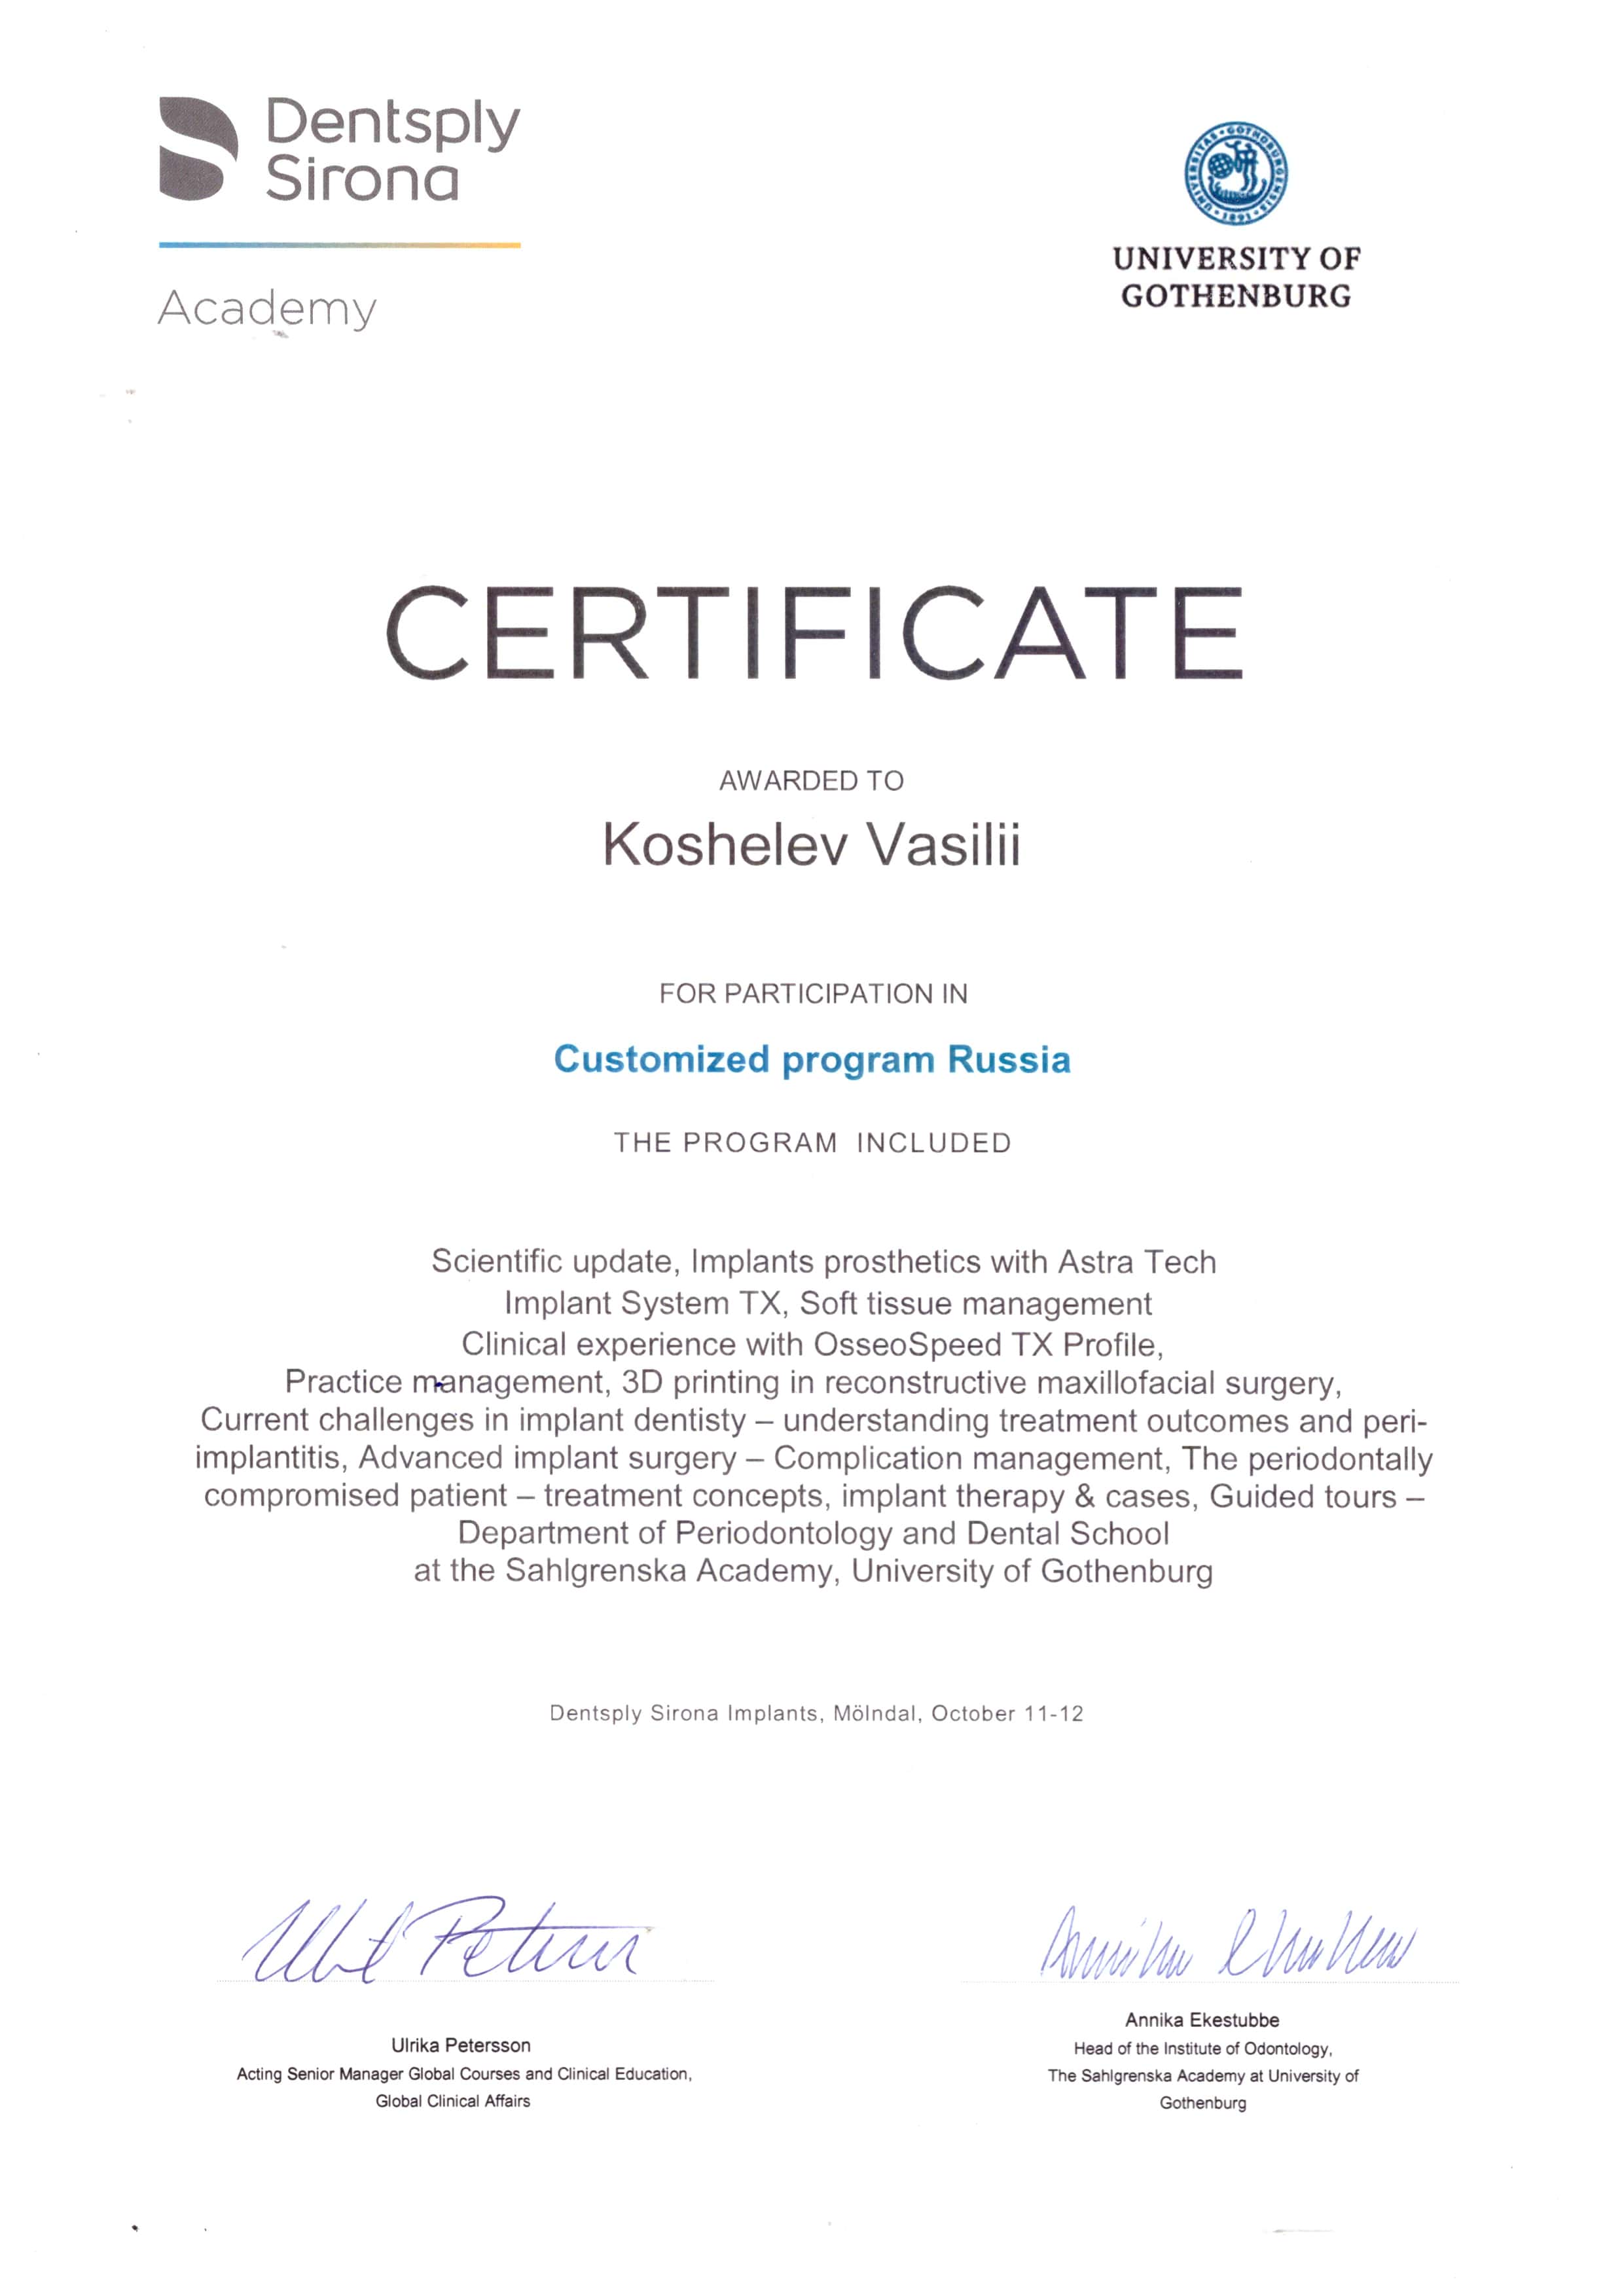 Dentsply
Sirona
Academy
UNIVERSITAS · GOTHOBURGENSIS · 1891 ·
UNIVERSITY OF
GOTHENBURG
CERTIFICATE
AWARDED TO
Koshelev Vasilii
FOR PARTICIPATION IN
Customized program Russia
THE PROGRAM INCLUDED
Scientific update, Implants prosthetics with Astra Tech
Implant System TX, Soft tissue management
Clinical experience with OsseoSpeed TX Profile,
Practice management, 3D printing in reconstructive maxillofacial surgery,
Current challenges in implant dentisty – understanding treatment outcomes and peri-
implantitis, Advanced implant surgery – Complication management, The periodontally
compromised patient – treatment concepts, implant therapy & cases, Guided tours –
Department of Periodontology and Dental School
at the Sahlgrenska Academy, University of Gothenburg
Dentsply Sirona Implants, Mölndal, October 11-12
Ulrika Petersson
Acting Senior Manager Global Courses and Clinical Education,
Global Clinical Affairs
Annika Ekestubbe
Head of the Institute of Odontology,
The Sahlgrenska Academy at University of
Gothenburg